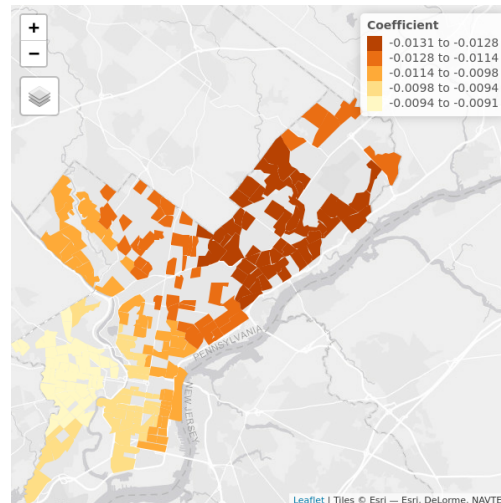 +
−
Coefficient
-0.0131 to -0.0128
-0.0128 to -0.0114
-0.0114 to -0.0098
-0.0098 to -0.0094
-0.0094 to -0.0091
PENNSYLVANIA
NEW JERSEY
Leaflet | Tiles © Esri — Esri, DeLorme, NAVTE